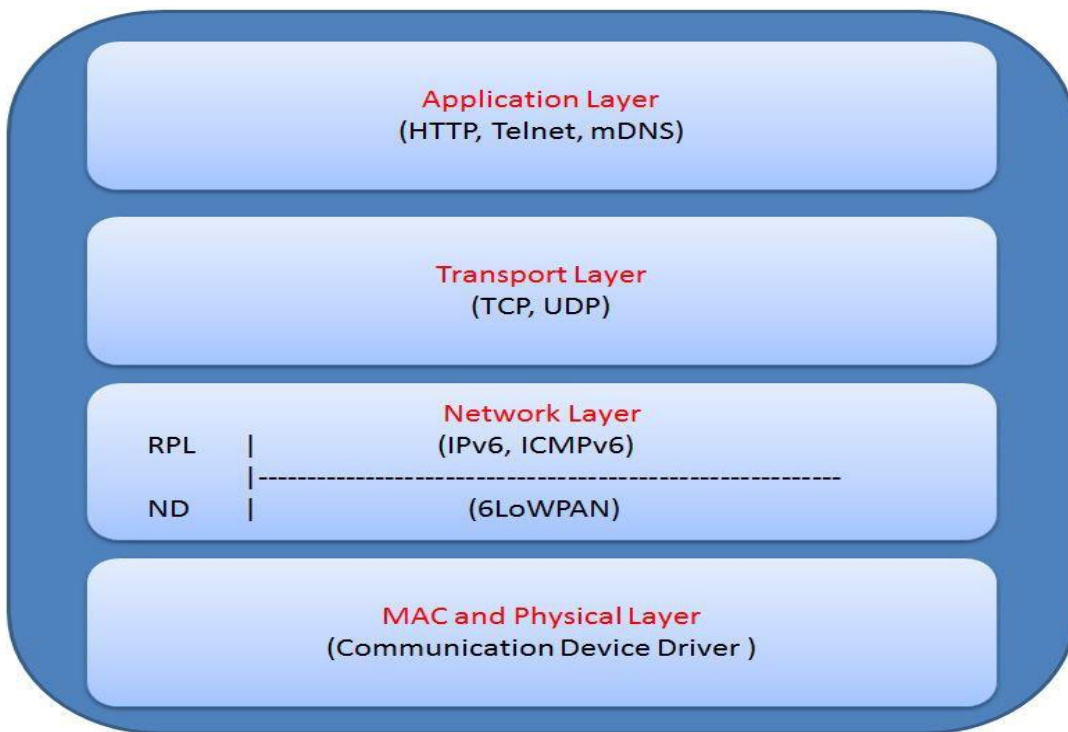 Application Layer
(HTTP, Telnet, mDNS)
Transport Layer
(TCP, UDP)
Network Layer
RPL | (IPv6, ICMPv6)
|------------------------------------------------------------
ND | (6LoWPAN)
MAC and Physical Layer
(Communication Device Driver )